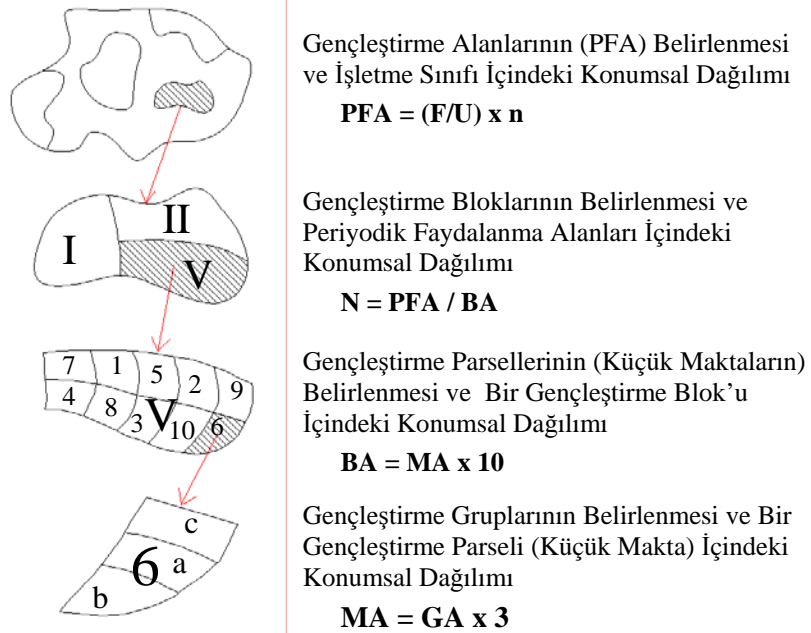 Gençleştirme Alanlarının (PFA) Belirlenmesi
ve İşletme Sınıfı İçindeki Konumsal Dağılımı
PFA = (F/U) x n
I
II
V
Gençleştirme Bloklarının Belirlenmesi ve
Periyodik Faydalanma Alanları İçindeki
Konumsal Dağılımı
N = PFA / BA
7 1 5 2 9
4 8 3 V 10 6
Gençleştirme Parsellerinin (Küçük Maktaların)
Belirlenmesi ve Bir Gençleştirme Blok’u
İçindeki Konumsal Dağılımı
BA = MA x 10
c
6 a
b
Gençleştirme Gruplarının Belirlenmesi ve Bir
Gençleştirme Parseli (Küçük Makta) İçindeki
Konumsal Dağılımı
MA = GA x 3